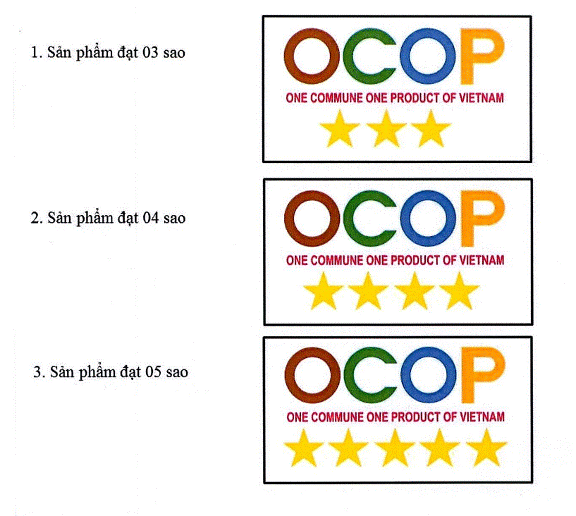 1. Sản phẩm đạt 03 sao
OCOP
ONE COMMUNE ONE PRODUCT OF VIETNAM
2. Sản phẩm đạt 04 sao
OCOP
ONE COMMUNE ONE PRODUCT OF VIETNAM
3. Sản phẩm đạt 05 sao
OCOP
ONE COMMUNE ONE PRODUCT OF VIETNAM